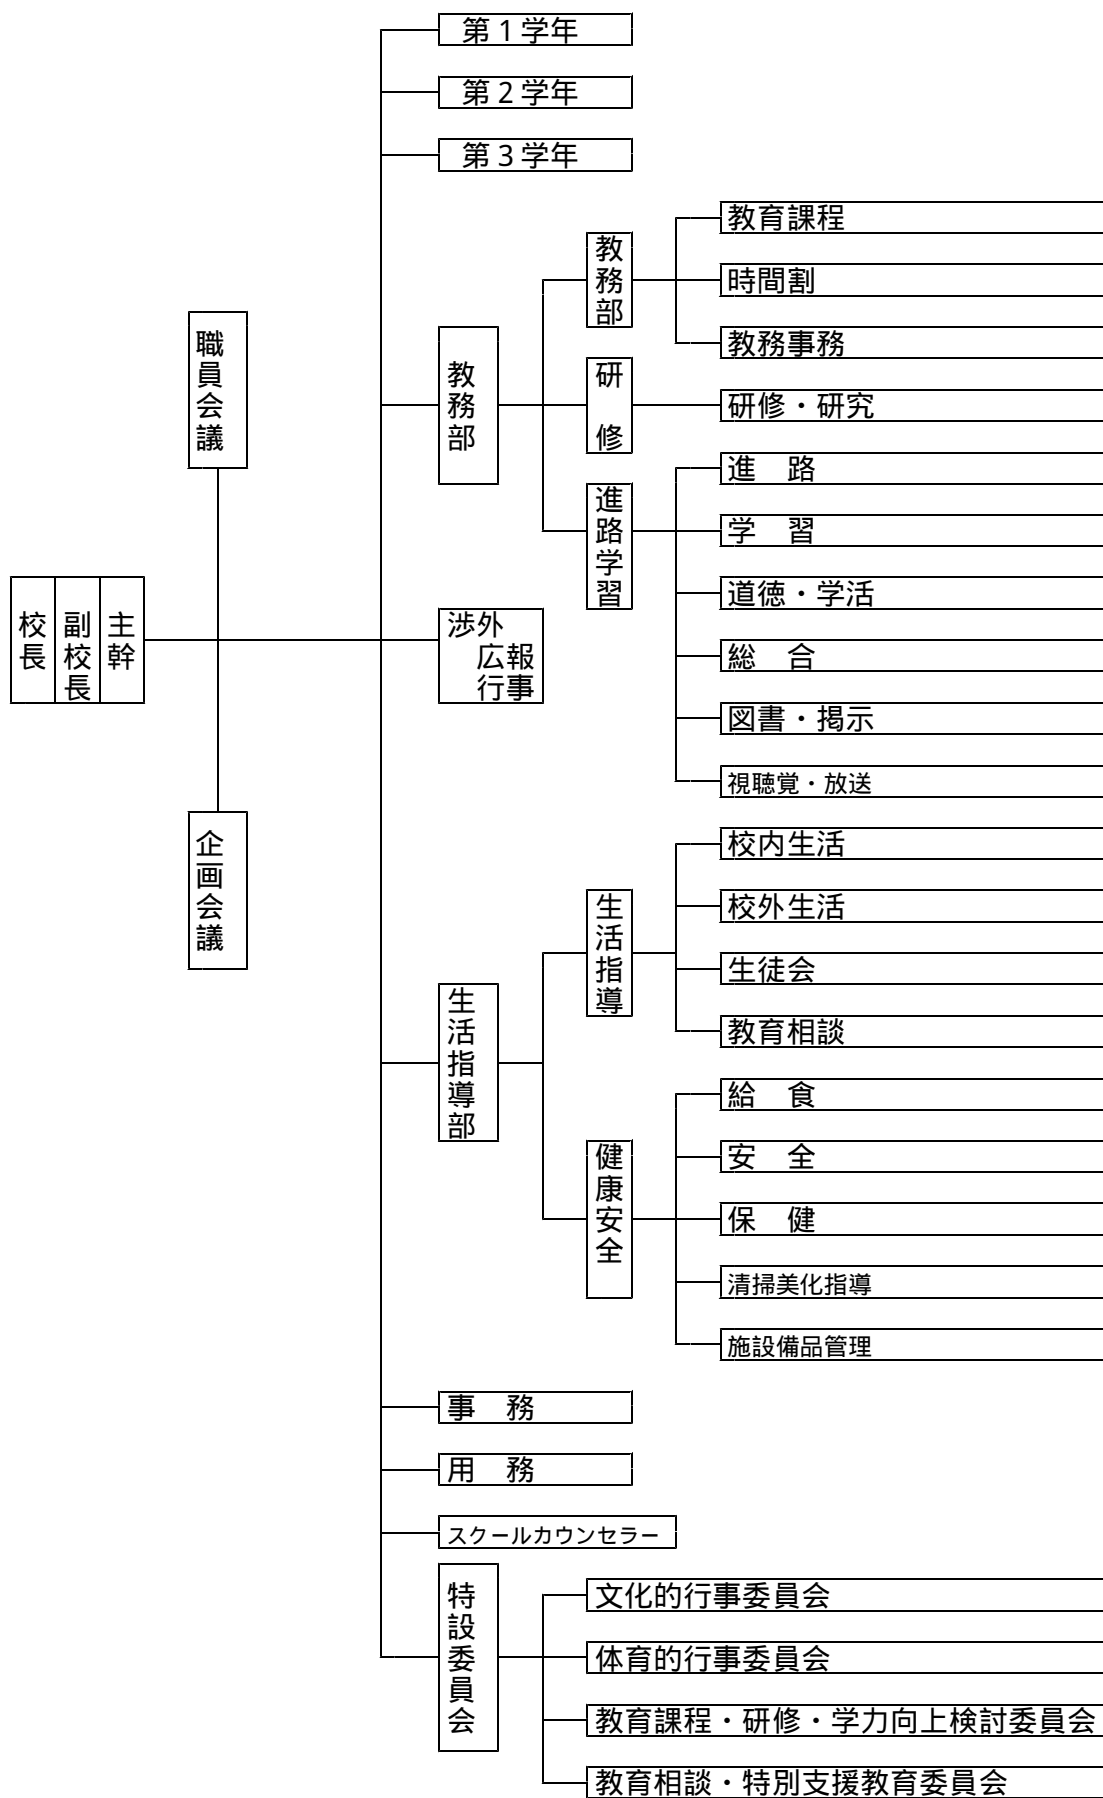 第１学年
第２学年
第３学年
教育課程
教務部
時間割
教務事務
職員会議
教務部
研　修
研修・研究
進　路
進路学習
学　習
道徳・学活
校長
副校長
主幹
渉外
広報
行事
総　合
図書・掲示
視聴覚・放送
企画会議
校内生活
生活指導
校外生活
生徒会
生活指導部
教育相談
給　食
健康安全
安　全
保　健
清掃美化指導
施設備品管理
事　務
用　務
スクールカウンセラー
特設委員会
文化的行事委員会
体育的行事委員会
教育課程・研修・学力向上検討委員会
教育相談・特別支援教育委員会